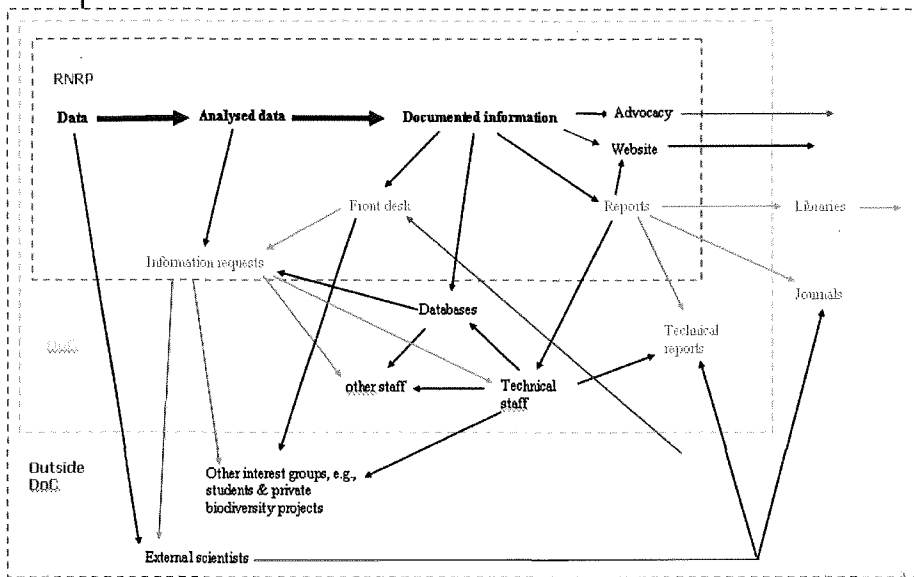 RNRP
Data
Analysed data
Documented information
Advocacy
Website
Front desk
Reports
Libraries
Information requests
Databases
Journals
DoC
Technical
reports
other staff
Technical
staff
Outside
DoC
Other interest groups, e.g.,
students & private
biodiversity projects
External scientists